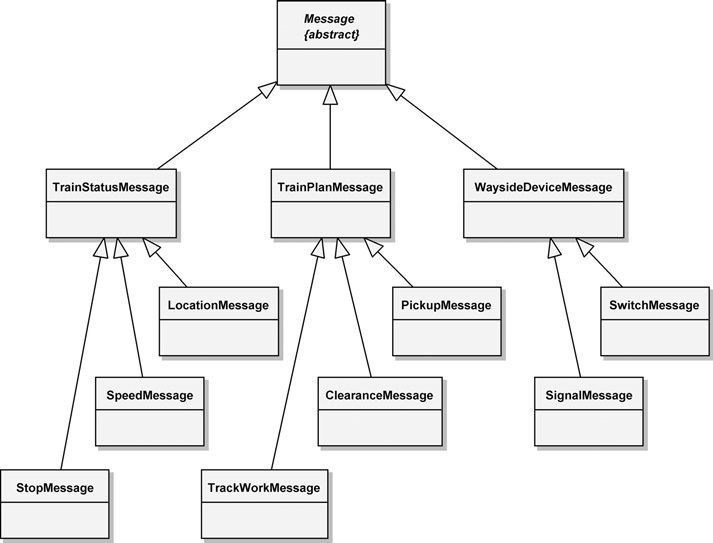 Message
{abstract}
TrainStatusMessage
TrainPlanMessage
WaysideDeviceMessage
LocationMessage
PickupMessage
SwitchMessage
SpeedMessage
ClearanceMessage
SignalMessage
StopMessage
TrackWorkMessage